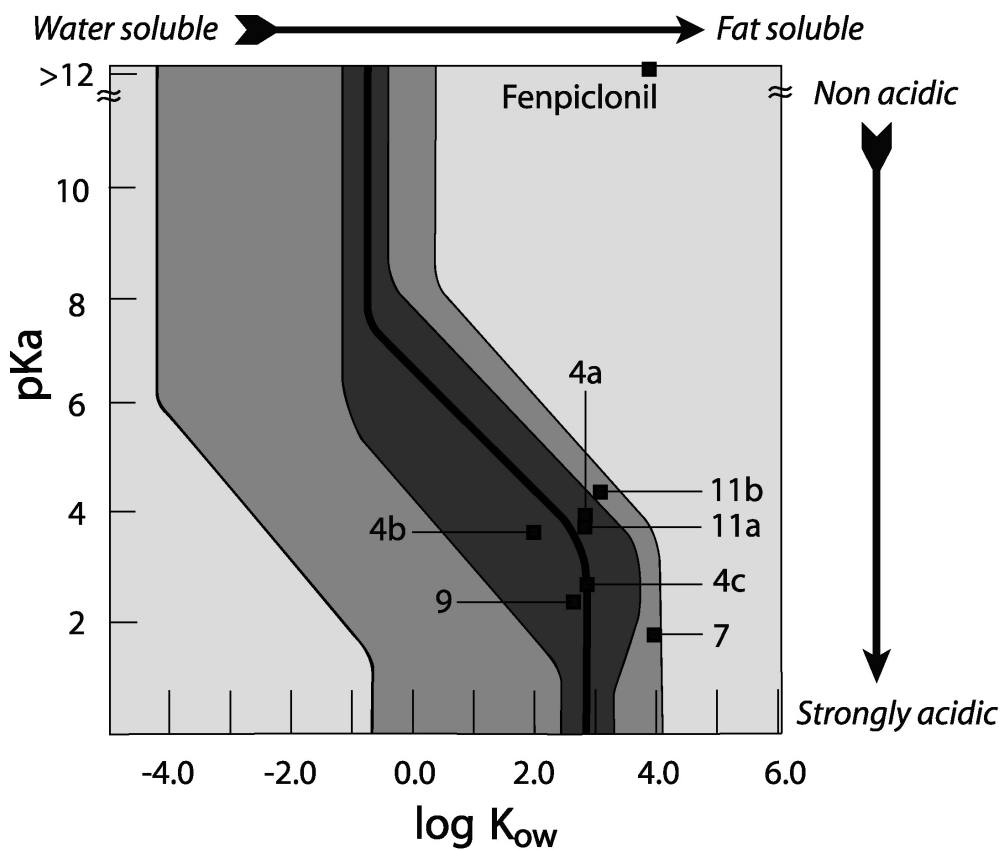 Water soluble
Fat soluble
>12
Fenpiclonil
Non acidic
10
8
6
4
2
pKa
4a
11b
11a
4b
4c
9
7
Strongly acidic
-4.0
-2.0
0.0
2.0
4.0
6.0
log Kow